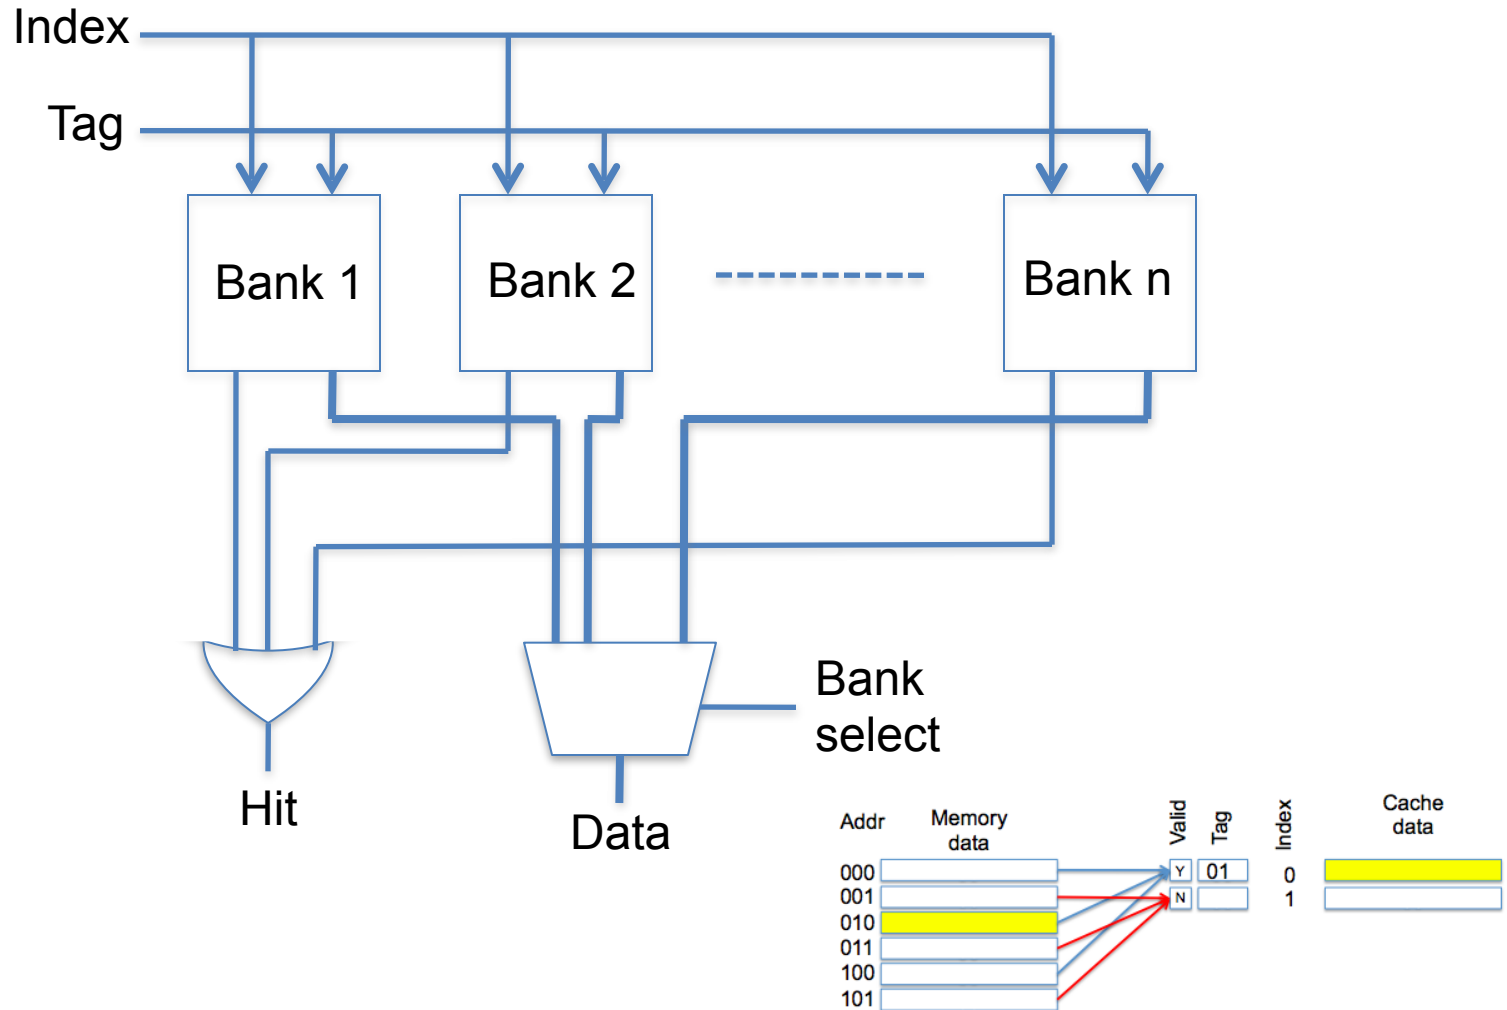 Index
Tag
Bank 1
Bank 2
Bank n
Bank
select
Hit
Data
Addr
Memory
data
Valid
Tag
Index
Cache
data
000
Y
01
0
001
N
1
010
011
100
101